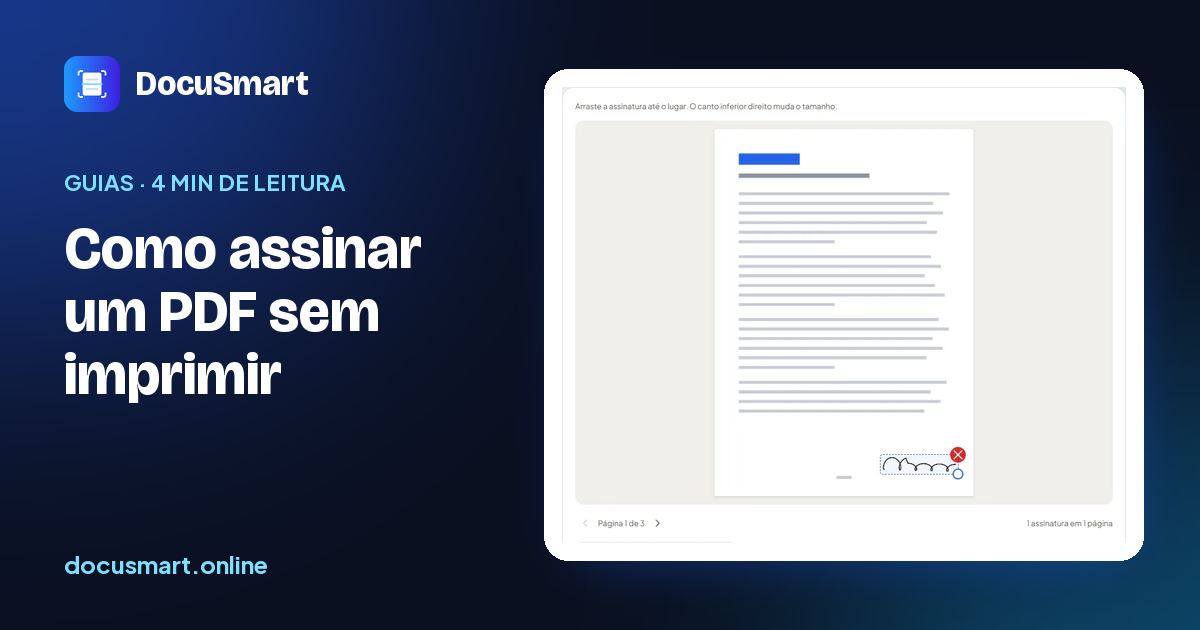 DocuSmart
GUIAS · 4 MIN DE LEITURA
Como assinar
um PDF sem
imprimir
docusmart.online
Arraste a assinatura até o lugar. O canto inferior direito muda o tamanho.
Página 1 de 3
1 assinatura em 1 página